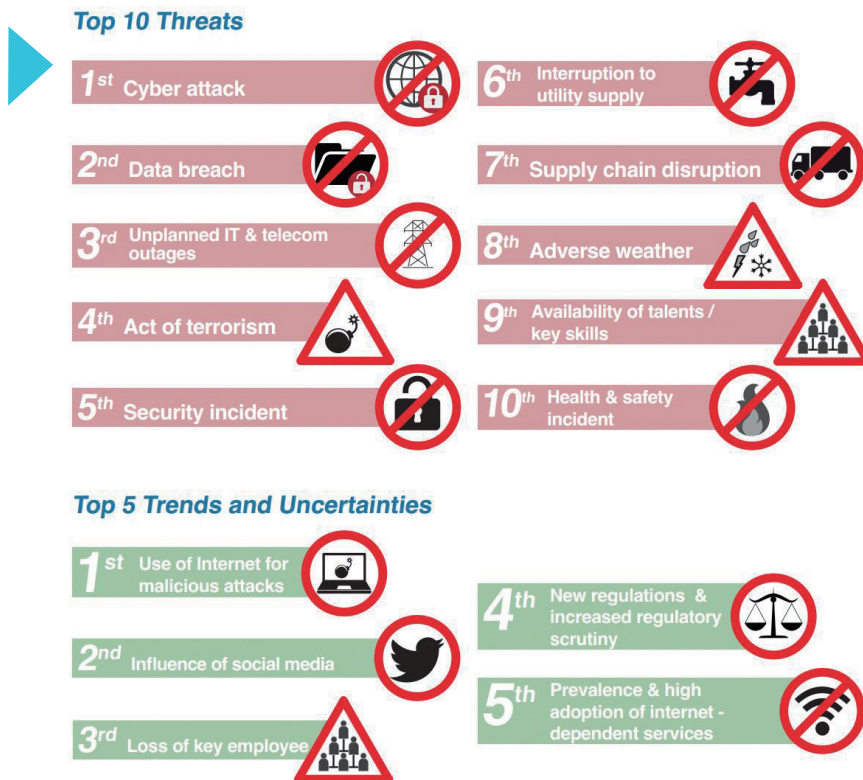 Top 10 Threats
1st Cyber attack
2nd Data breach
3rd Unplanned IT & telecom
outages
4th Act of terrorism
5th Security incident
6th Interruption to
utility supply
7th Supply chain disruption
8th Adverse weather
9th Availability of talents /
key skills
10th Health & safety
incident
Top 5 Trends and Uncertainties
1st Use of Internet for
malicious attacks
2nd Influence of social media
3rd Loss of key employee
4th New regulations &
increased regulatory
scrutiny
5th Prevalence & high
adoption of internet -
dependent services